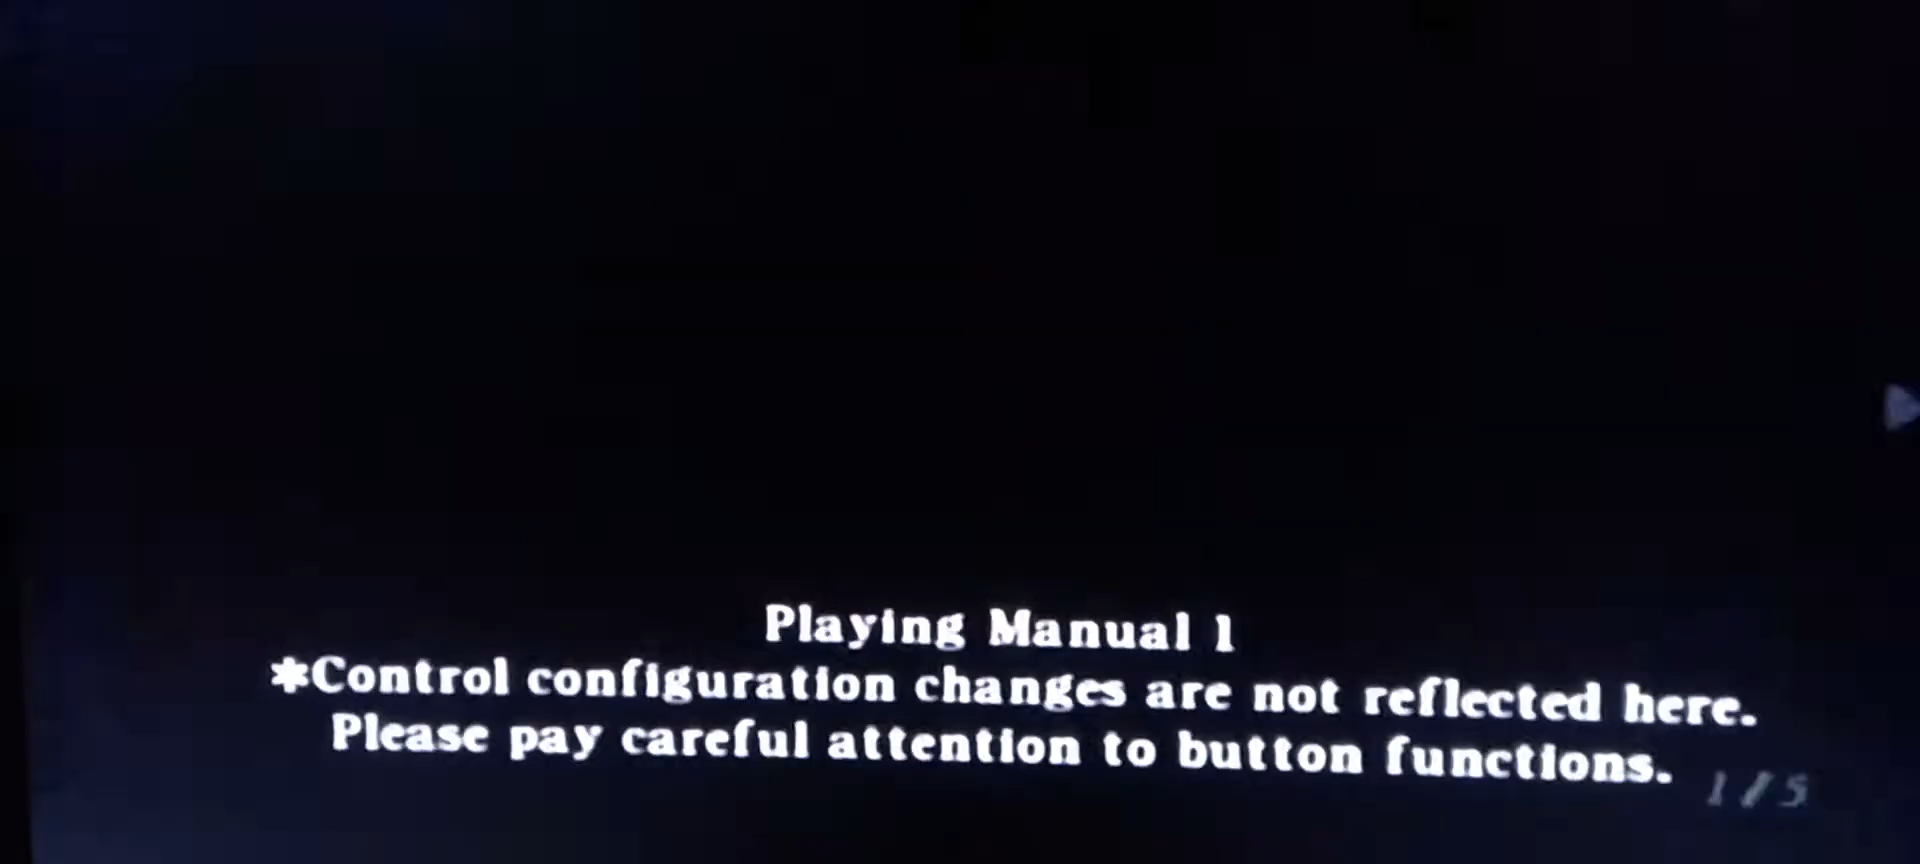 Playing Manual 1
*Control configuration changes are not reflected here.
Please pay careful attention to button functions.
1/5